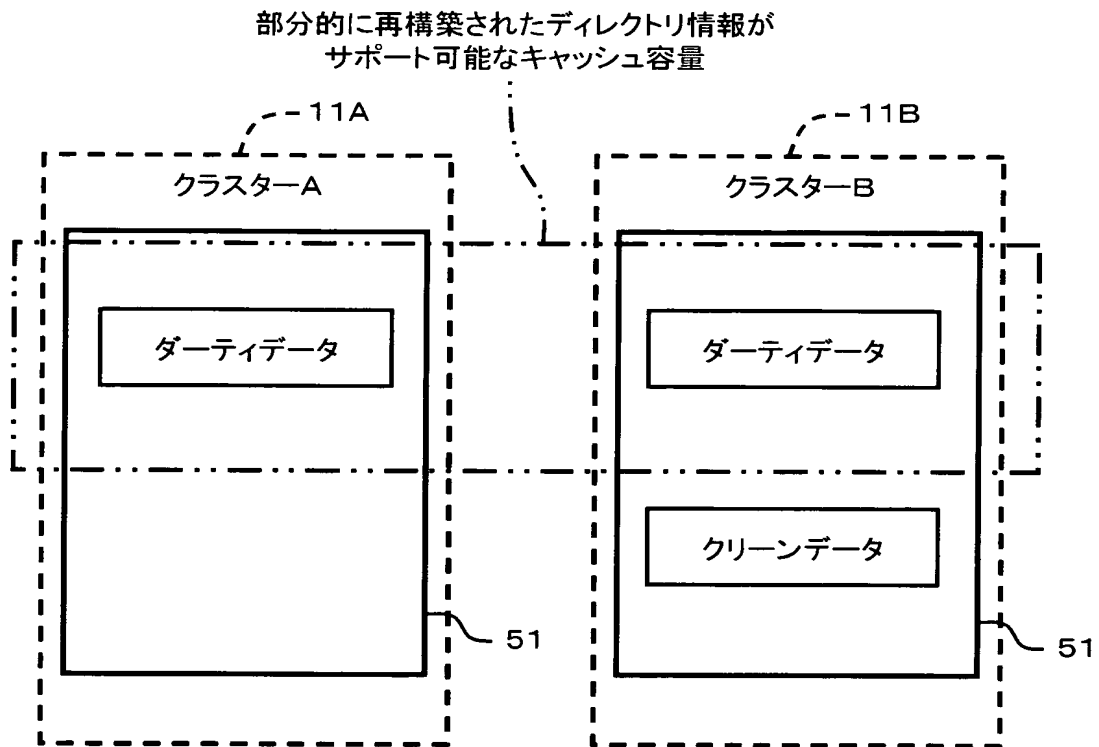 部分的に再構築されたディレクトリ情報が
サポート可能なキャッシュ容量
11A
11B
クラスターA
クラスターB
ダーティデータ
ダーティデータ
クリーンデータ
51
51